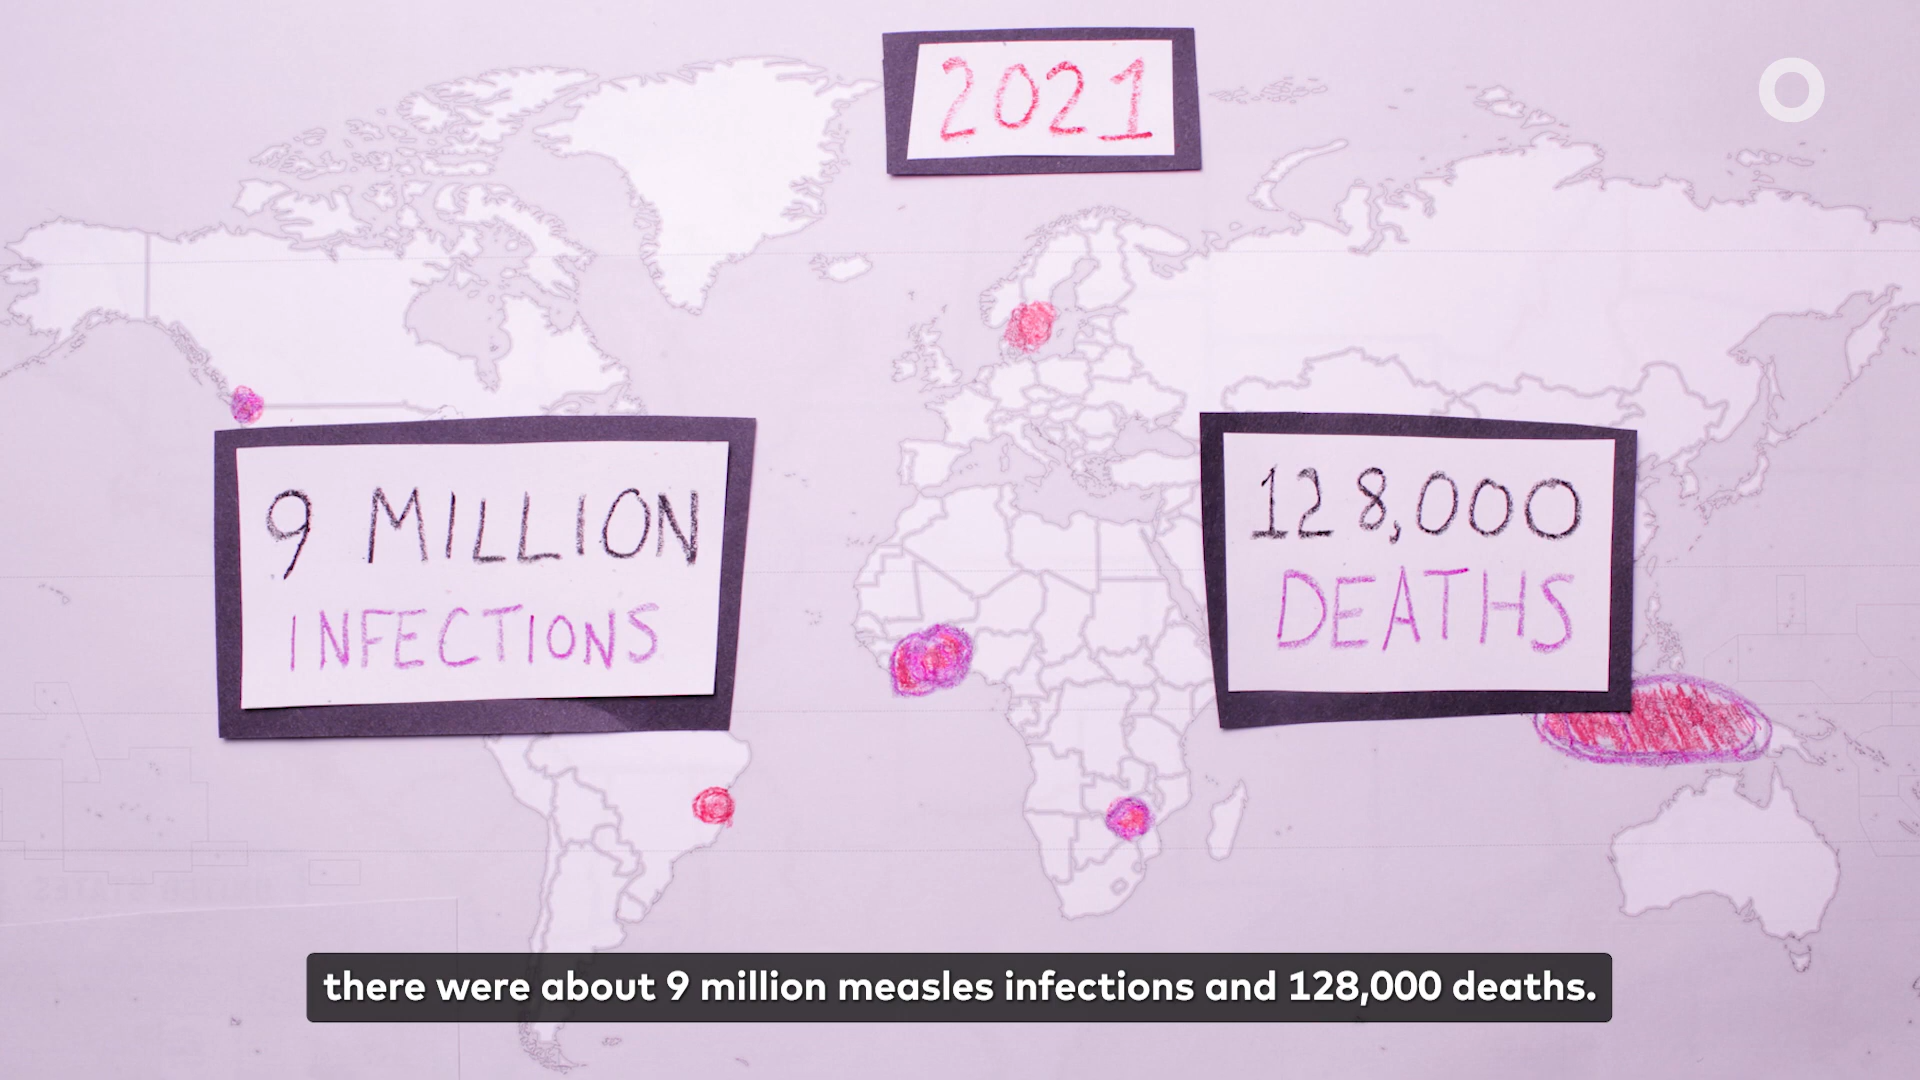 2021
9 MILLION
INFECTIONS
128,000
DEATHS
there were about 9 million measles infections and 128,000 deaths.